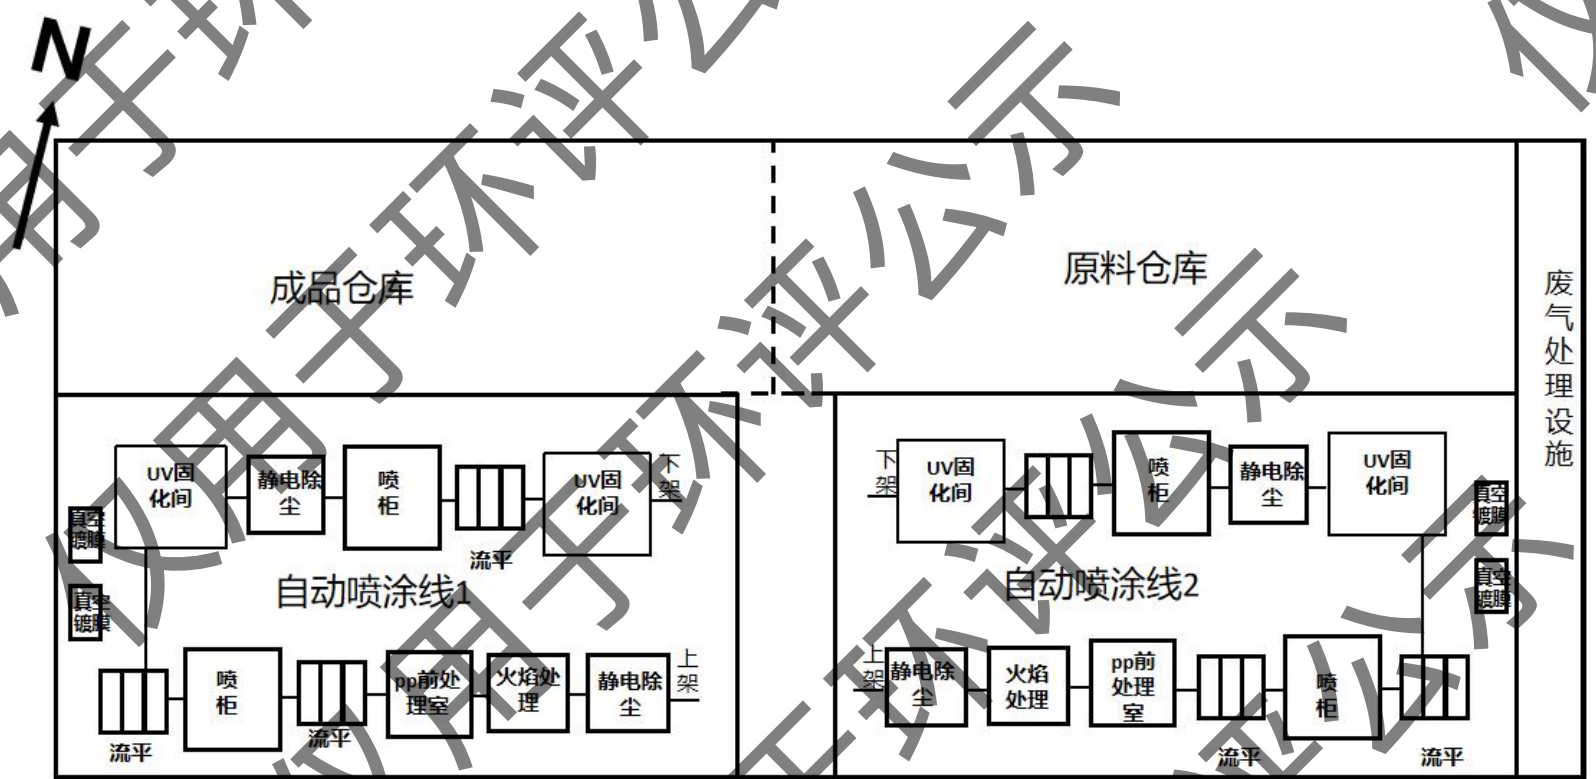 N
成品仓库
原料仓库
废气处理设施
UV固
化间
静电除
尘
喷
柜
流平
UV固
化间
下
架
真空
镀膜
真空
镀膜
自动喷涂线1
流平
喷
柜
流平
pp前处
理室
火焰处
理
静电除
尘
上
架
下
架
UV固
化间
喷
柜
静电除
尘
UV固
化间
真空
镀膜
真空
镀膜
自动喷涂线2
上
架
静电除
尘
火焰
处理
pp前
处理
室
流平
喷
柜
流平
仅用于环评公示
仅用于环评公示
仅用于环评公示